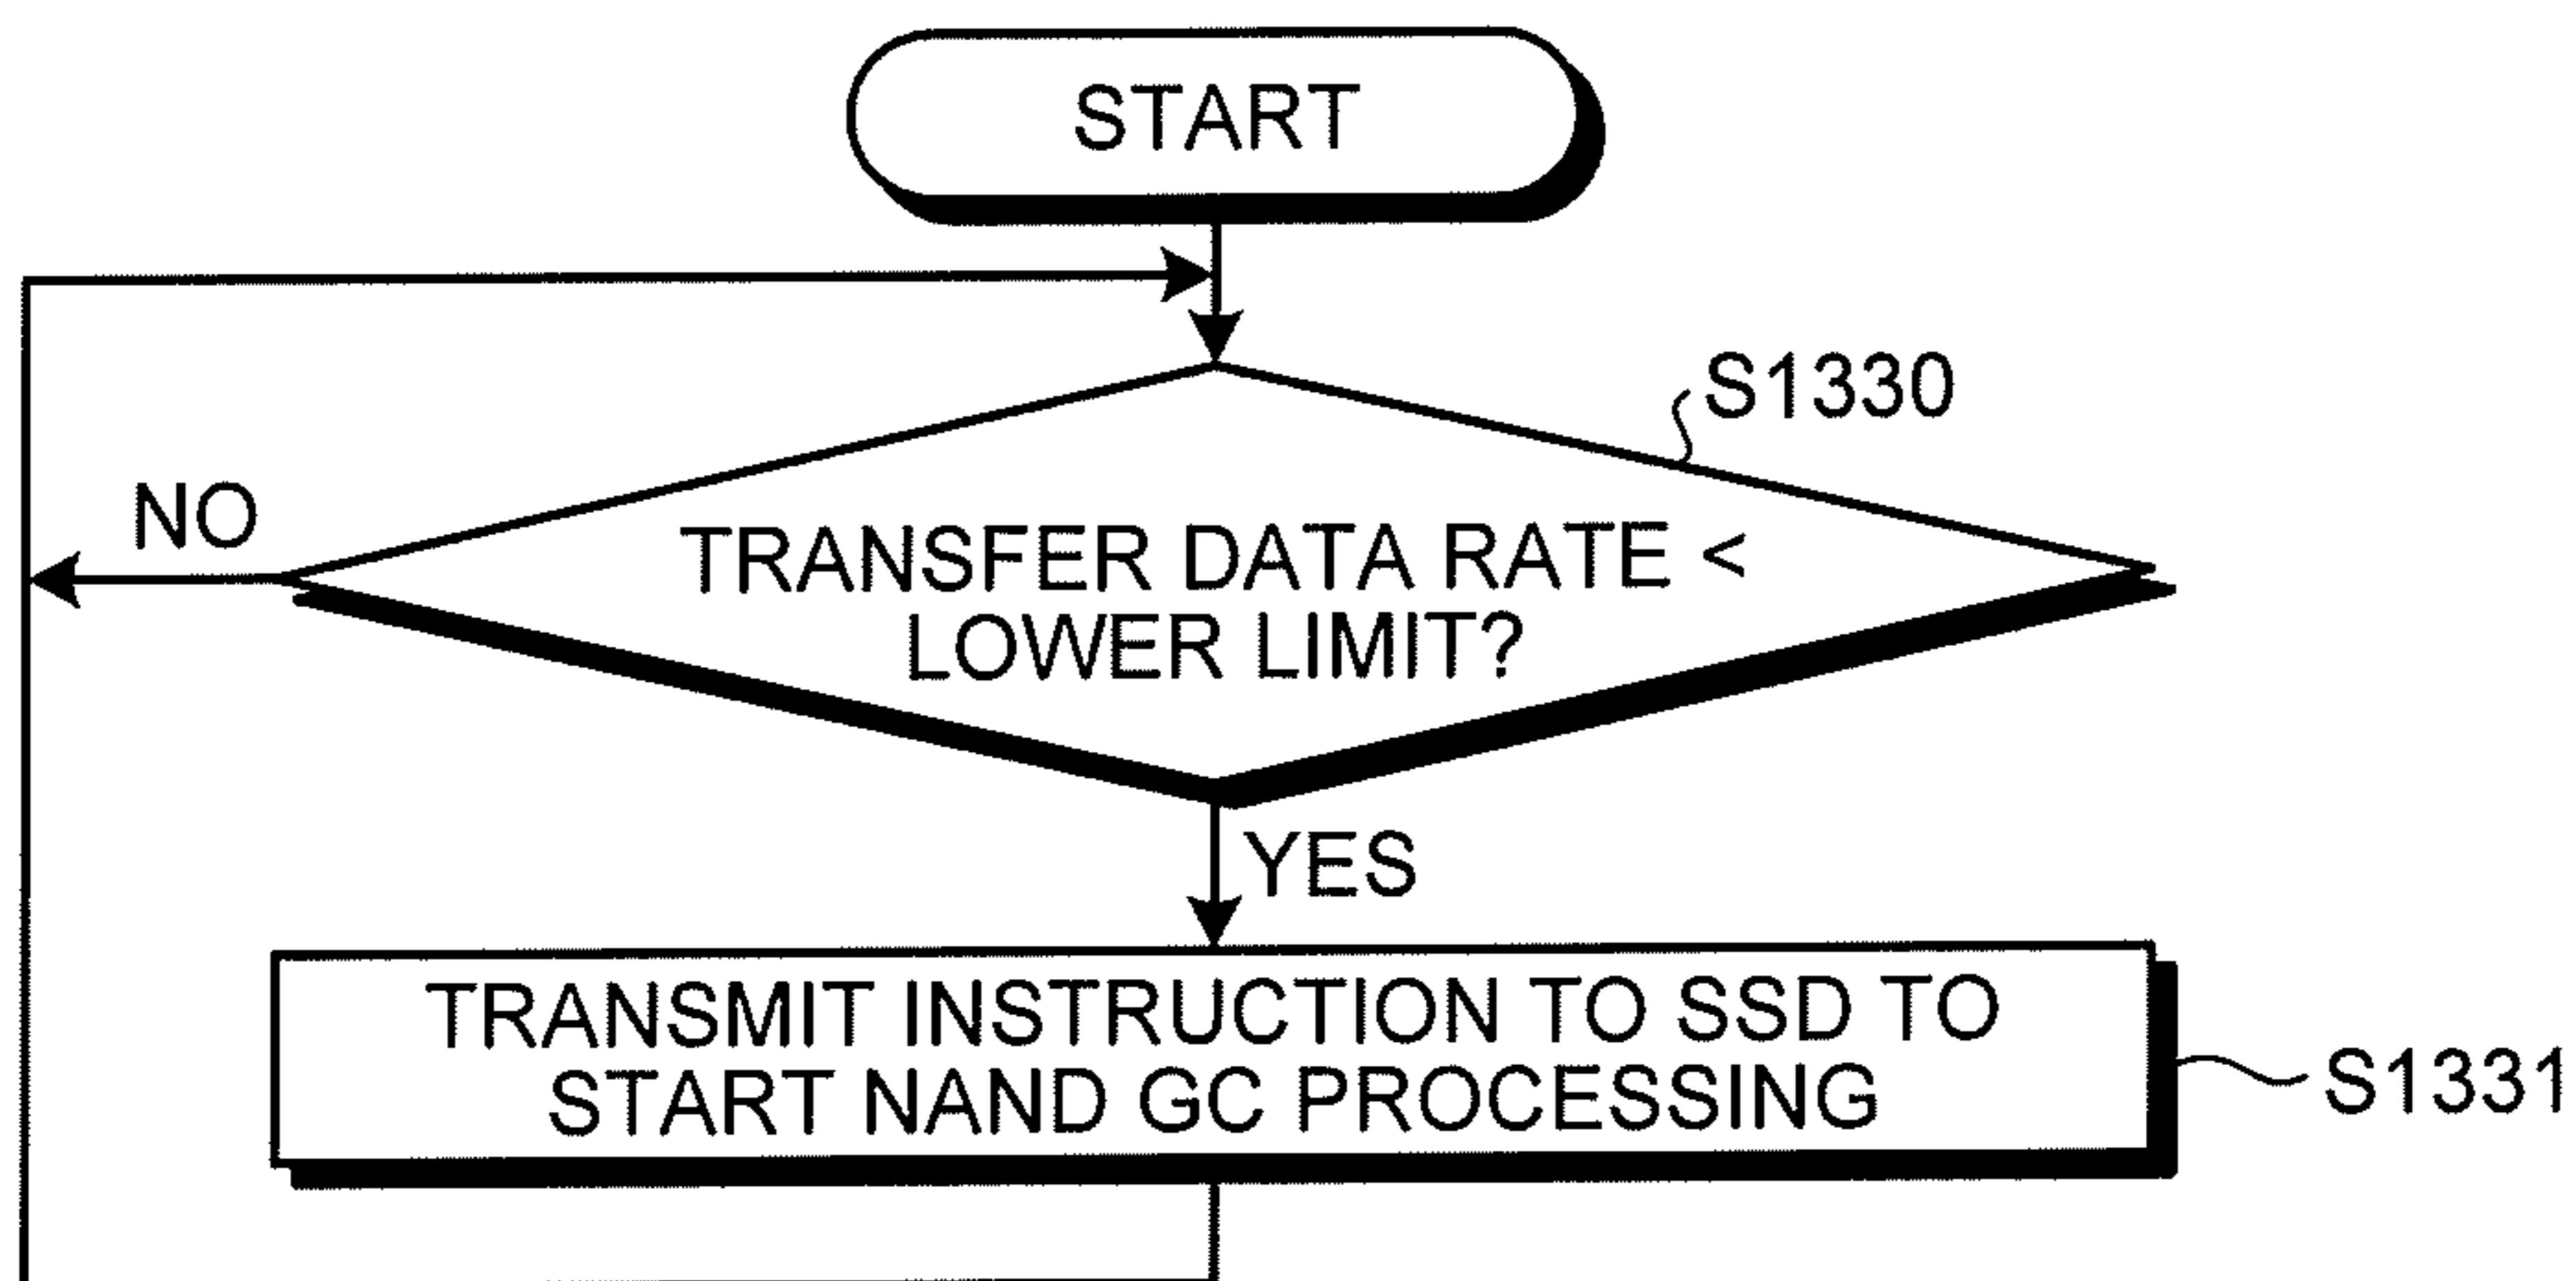 START
S1330
NO
TRANSFER DATA RATE <
LOWER LIMIT?
YES
TRANSMIT INSTRUCTION TO SSD TO
START NAND GC PROCESSING
S1331